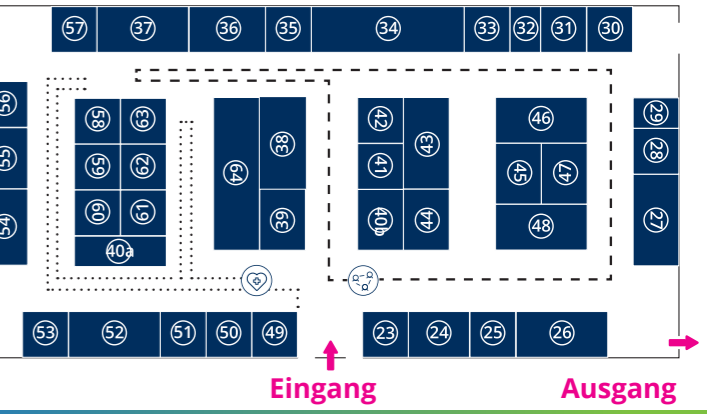 57 37 36 35 34 33 32 31 30
56 58 63 38 42 43 46 29
55 59 62 64 41 45 47 28
54 60 61 39 40b 44 48 27
40a
53 52 51 50 49 23 24 25 26
Eingang Ausgang